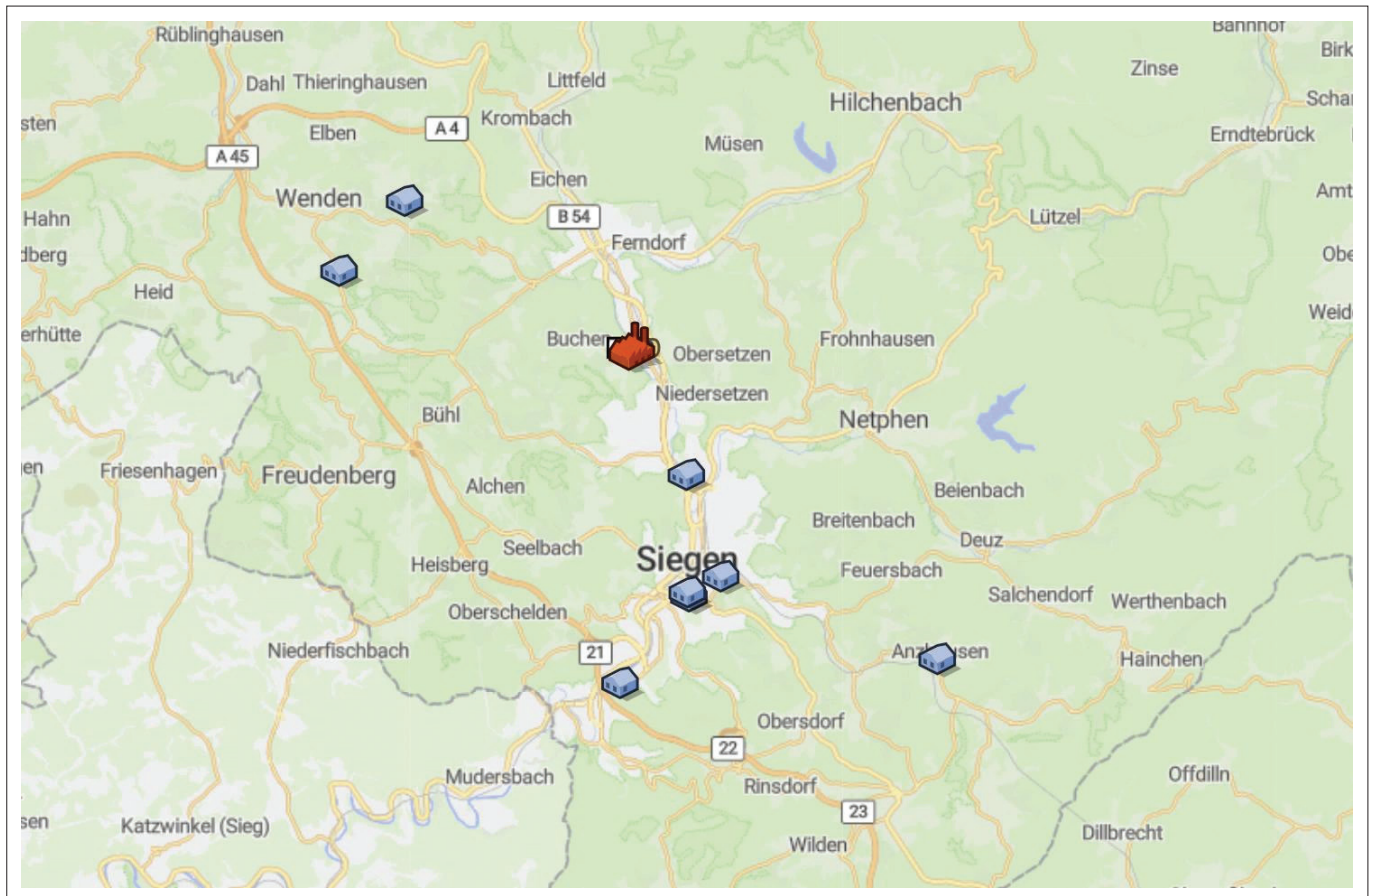 Bahnhof
Rüblinghausen
Birk
Zinse
Dahl
Thieringhausen
Littfeld
Hilchenbach
Schar
sten
Krombach
A 4
Elben
Erndtebrück
Müsen
A 45
Eichen
Wenden
Amt
B 54
Lützel
Hahn
Ferndorf
dberg
Obe
Heid
Weid
erhütte
Buchen
Frohnhausen
Obersetzen
Niedersetzen
Bühl
Netphen
en
Friesenhagen
Freudenberg
Alchen
Beienbach
Breitenbach
Seelbach
Deuz
Siegen
Heisberg
Feuersbach
Salchendorf
Werthenbach
Oberschelden
Niederfischbach
21
Anzhausen
Hainchen
Obersdorf
22
Mudersbach
Offdilln
Rinsdorf
23
sen
Katzwinkel (Sieg)
Dillbrecht
Wilden